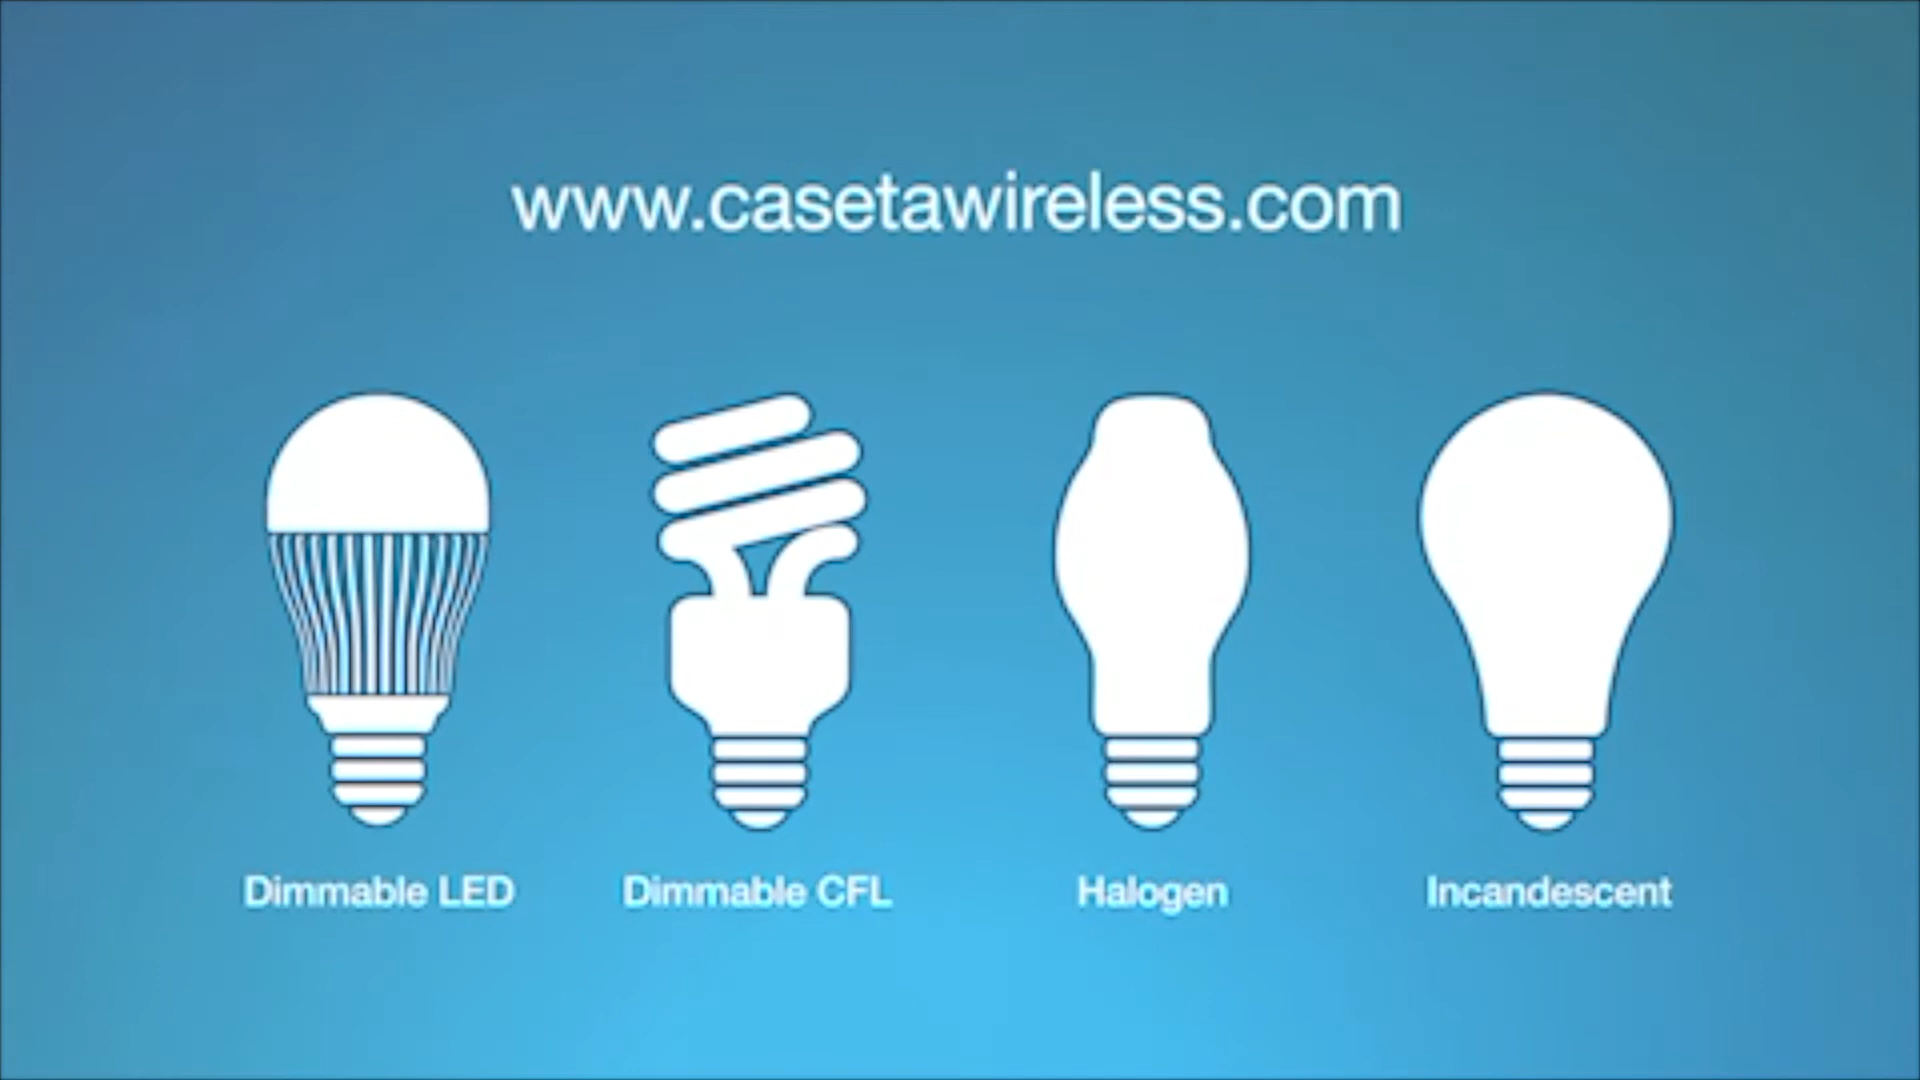 www.casetawireless.com
Dimmable LED
Dimmable CFL
Halogen
Incandescent